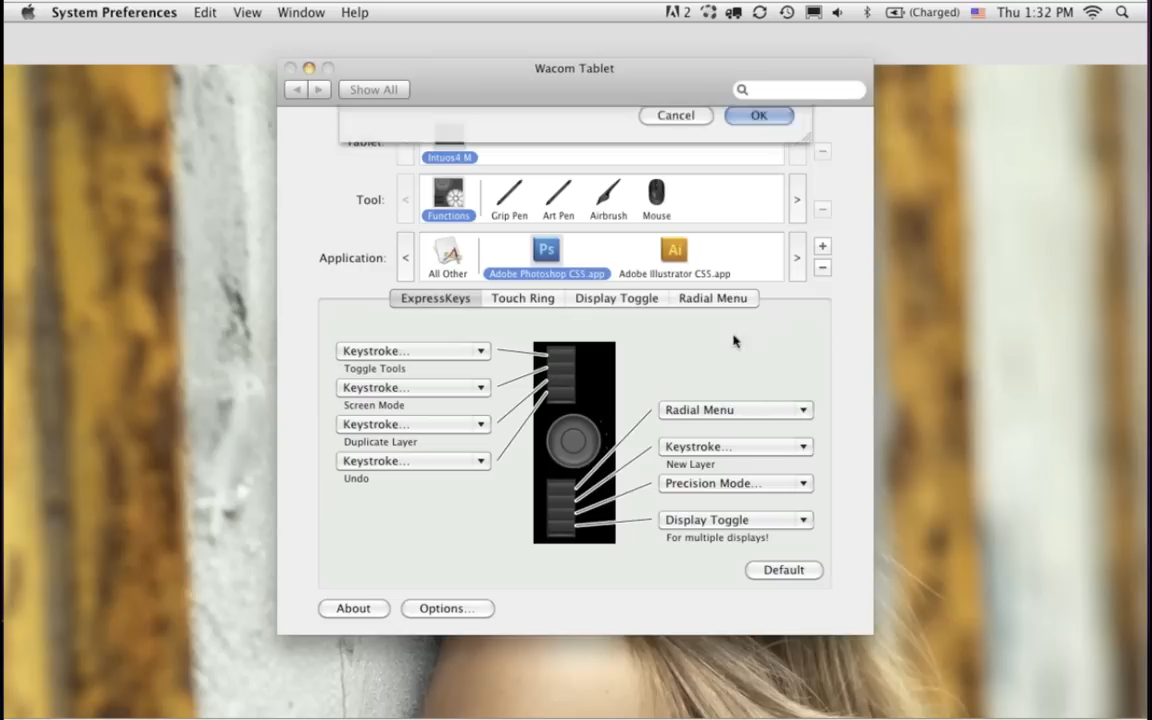 System Preferences Edit View Window Help 2 (Charged) Thu 1:32 PM
Wacom Tablet
Show All
Cancel OK
Tablet:
Intuos4 M
Tool: < >
Functions Grip Pen Art Pen Airbrush Mouse
Application: < Ps Ai > +
All Other Adobe Photoshop CS5.app Adobe Illustrator CS5.app
ExpressKeys Touch Ring Display Toggle Radial Menu
Keystroke...
Toggle Tools
Keystroke...
Screen Mode
Keystroke...
Duplicate Layer
Keystroke...
Undo
Radial Menu
Keystroke...
New Layer
Precision Mode...
Display Toggle
For multiple displays!
Default
About Options...